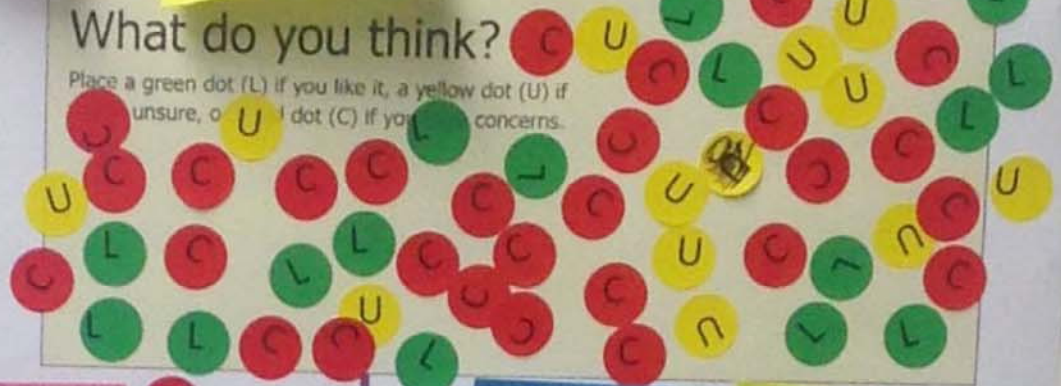 What do you think? C U
Place a green dot (L) if you like it, a yellow dot (U) if
unsure, o U dot (C) if yo L concerns.
L U C L U U C L
C C L C C
C C C C L C C U C C U
U L C L L C C C U C L U C
C L L C C U L C C C C U L L